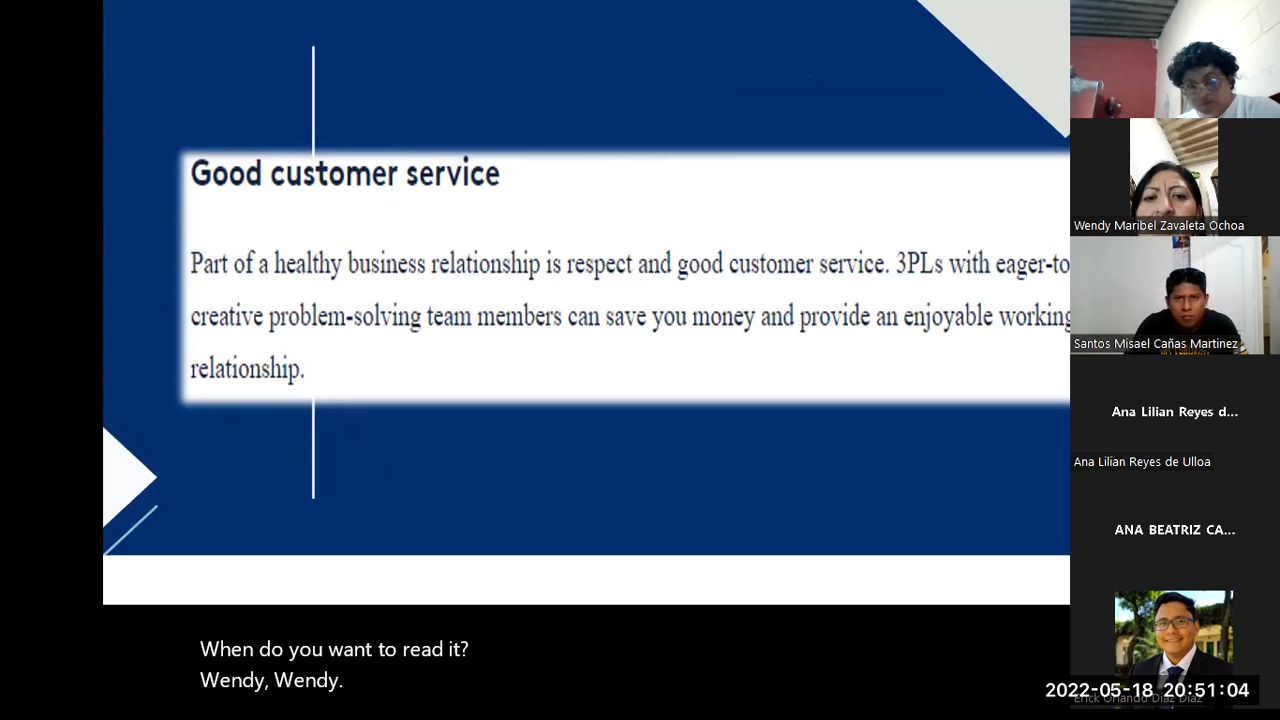 Good customer service
Part of a healthy business relationship is respect and good customer service. 3PLs with eager-to
creative problem-solving team members can save you money and provide an enjoyable working
relationship.
When do you want to read it?
Wendy, Wendy.
Wendy Maribel Zavaleta Ochoa
Santos Misael Cañas Martinez
Ana Lilian Reyes d...
Ana Lilian Reyes de Ulloa
ANA BEATRIZ CA...
2022-05-18 20:51:04
Erick Orlando Diaz Diaz